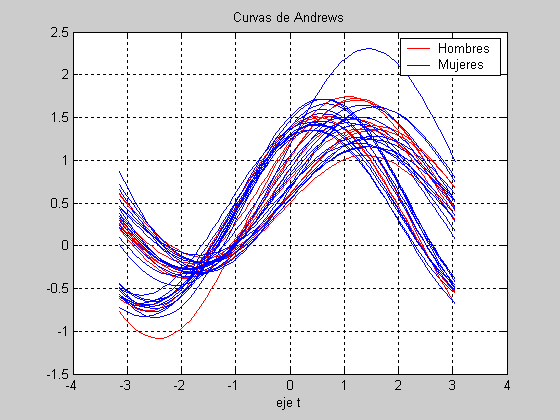 Curvas de Andrews
Hombres
Mujeres
2.5
2
1.5
1
0.5
0
-0.5
-1
-1.5
-4 -3 -2 -1 0 1 2 3 4
eje t